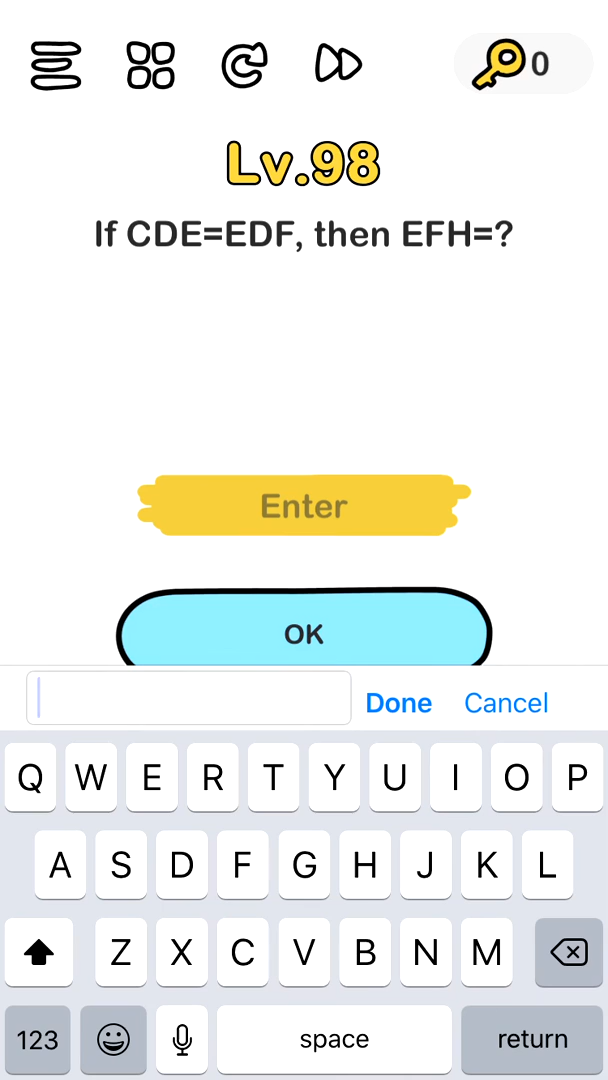 0
Lv.98
If CDE=EDF, then EFH=?
Enter
OK
Done Cancel
Q W E R T Y U I O P
A S D F G H J K L
Z X C V B N M
123 space return